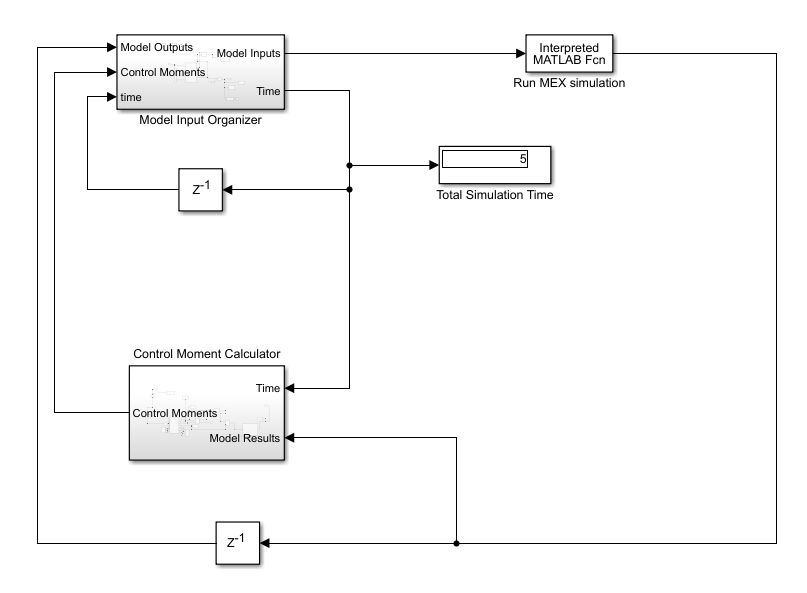 Model Outputs
Model Inputs
Control Moments
time
Time
Model Input Organizer
Interpreted
MATLAB Fcn
Run MEX simulation
5
Total Simulation Time
Z-1
Control Moment Calculator
Time
Control Moments
Model Results
Z-1